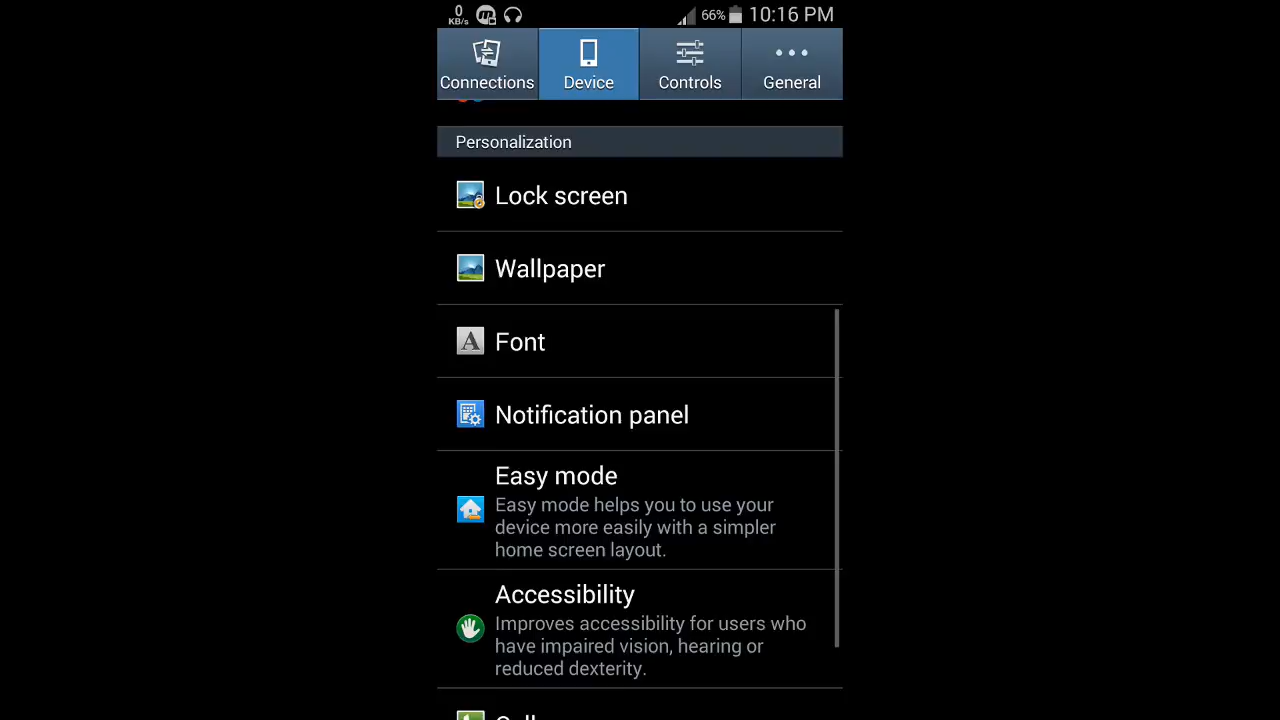 0
KB/s
66%
10:16 PM
Connections
Device
Controls
General
Personalization
Lock screen
Wallpaper
A
Font
Notification panel
Easy mode
Easy mode helps you to use your
device more easily with a simpler
home screen layout.
Accessibility
Improves accessibility for users who
have impaired vision, hearing or
reduced dexterity.